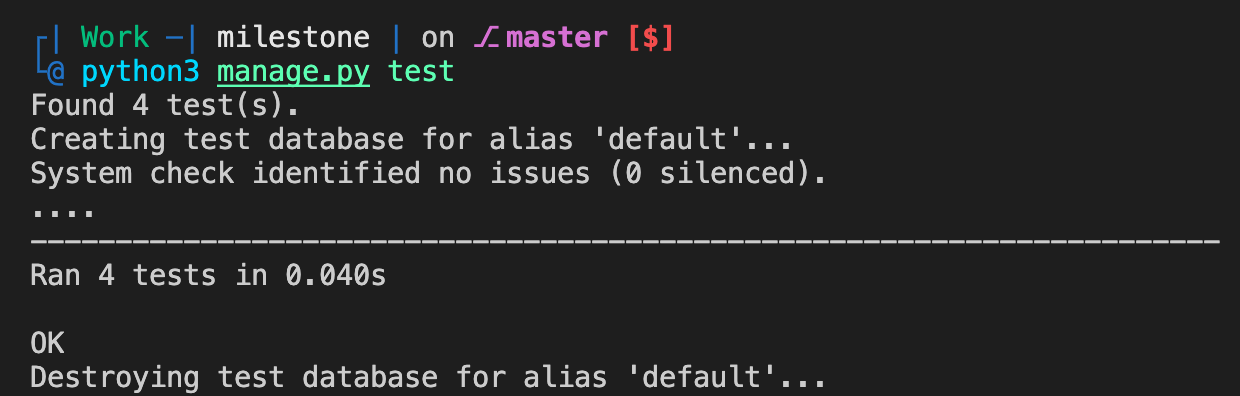 ┌| Work —| milestone | on ⎇ master [$]
└@ python3 manage.py test
Found 4 test(s).
Creating test database for alias 'default'...
System check identified no issues (0 silenced).
....
----------------------------------------------------------------------
Ran 4 tests in 0.040s
OK
Destroying test database for alias 'default'...